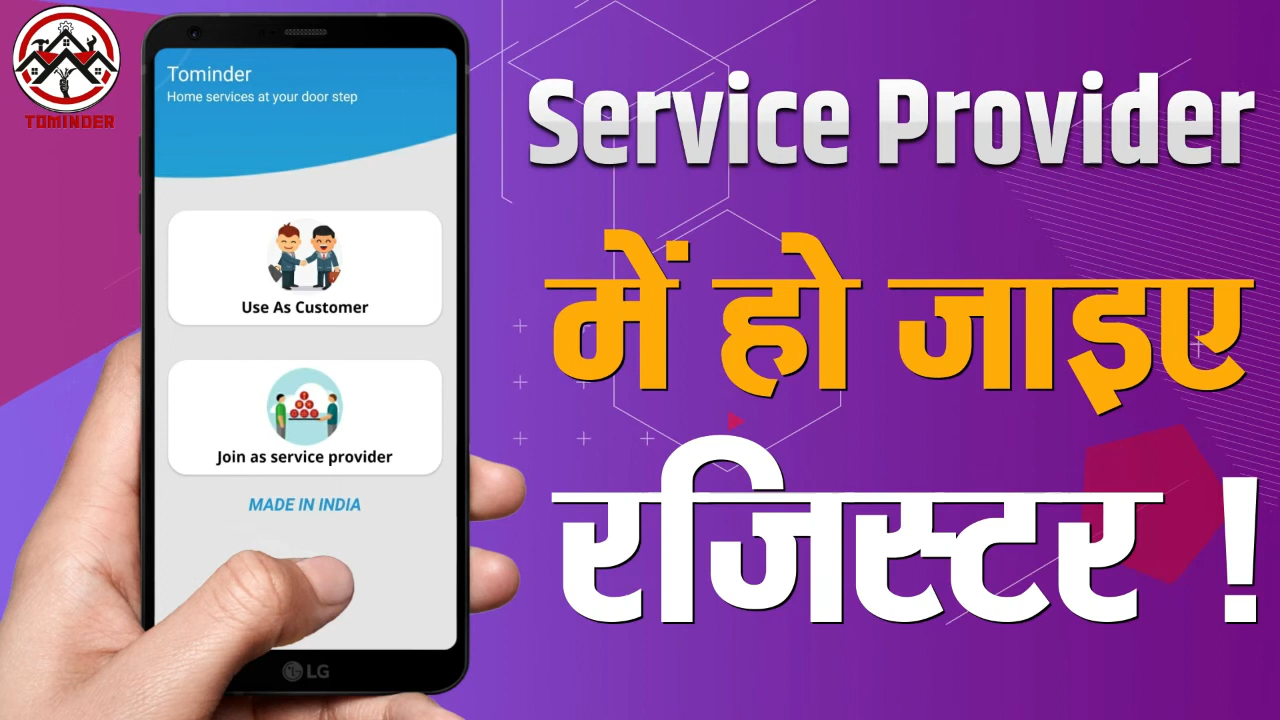 TOMINDER
Tominder
Home services at your door step
Use As Customer
Join as service provider
MADE IN INDIA
LG
Service Provider
में हो जाइए
रजिस्टर !